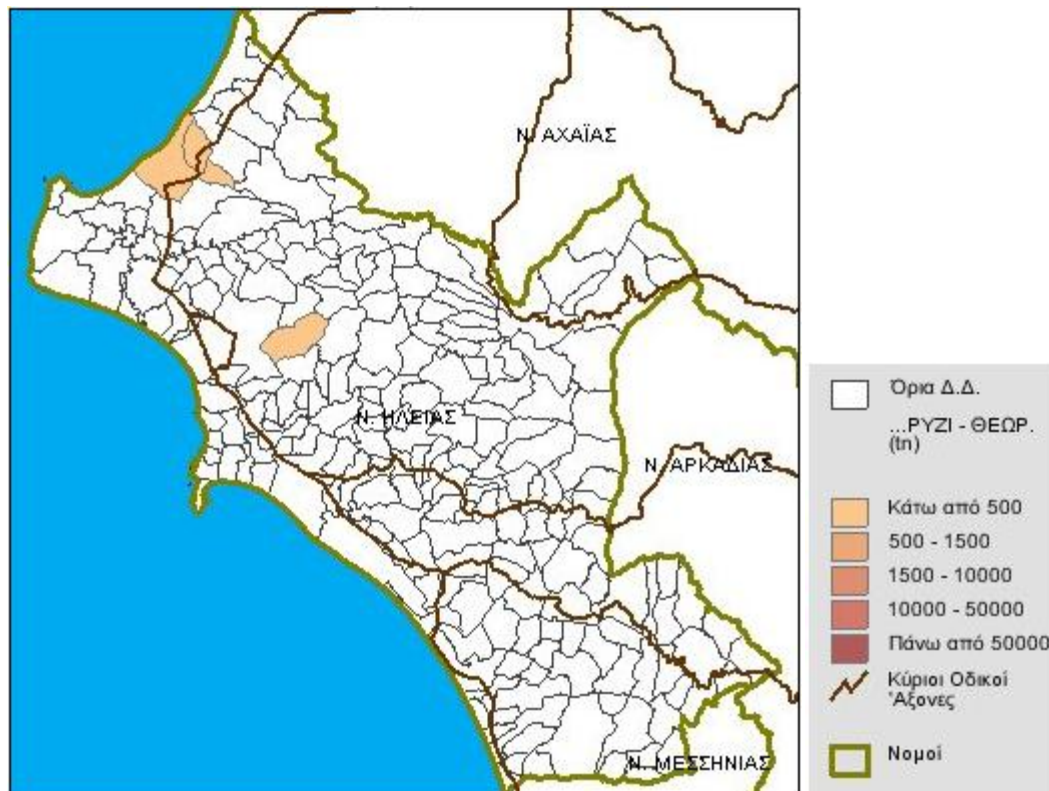 Ν. ΑΧΑΪΑΣ
Ν. ΗΛΕΙΑΣ
Ν. ΑΡΚΑΔΙΑΣ
Ν. ΜΕΣΣΗΝΙΑΣ
Όρια Δ.Δ.
...ΡΥΖΙ - ΘΕΩΡ.
(tn)
Κάτω από 500
500 - 1500
1500 - 10000
10000 - 50000
Πάνω από 50000
Κύριοι Οδικοί
'Αξονες
Νομοί